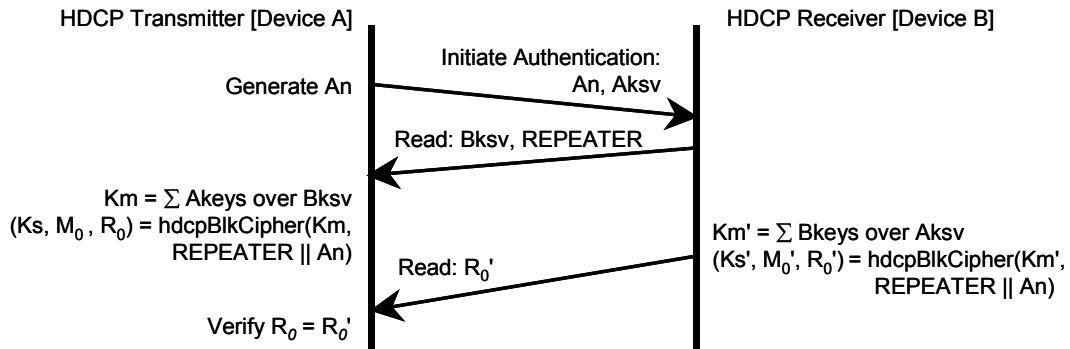 HDCP Transmitter [Device A]
HDCP Receiver [Device B]
Initiate Authentication:
An, Aksv
Generate An
Read: Bksv, REPEATER
Km = ∑ Akeys over Bksv
(Ks, M₀ , R₀) = hdcpBlkCipher(Km,
REPEATER || An)
Km' = ∑ Bkeys over Aksv
(Ks', M₀', R₀') = hdcpBlkCipher(Km',
REPEATER || An)
Read: R₀'
Verify R₀ = R₀'